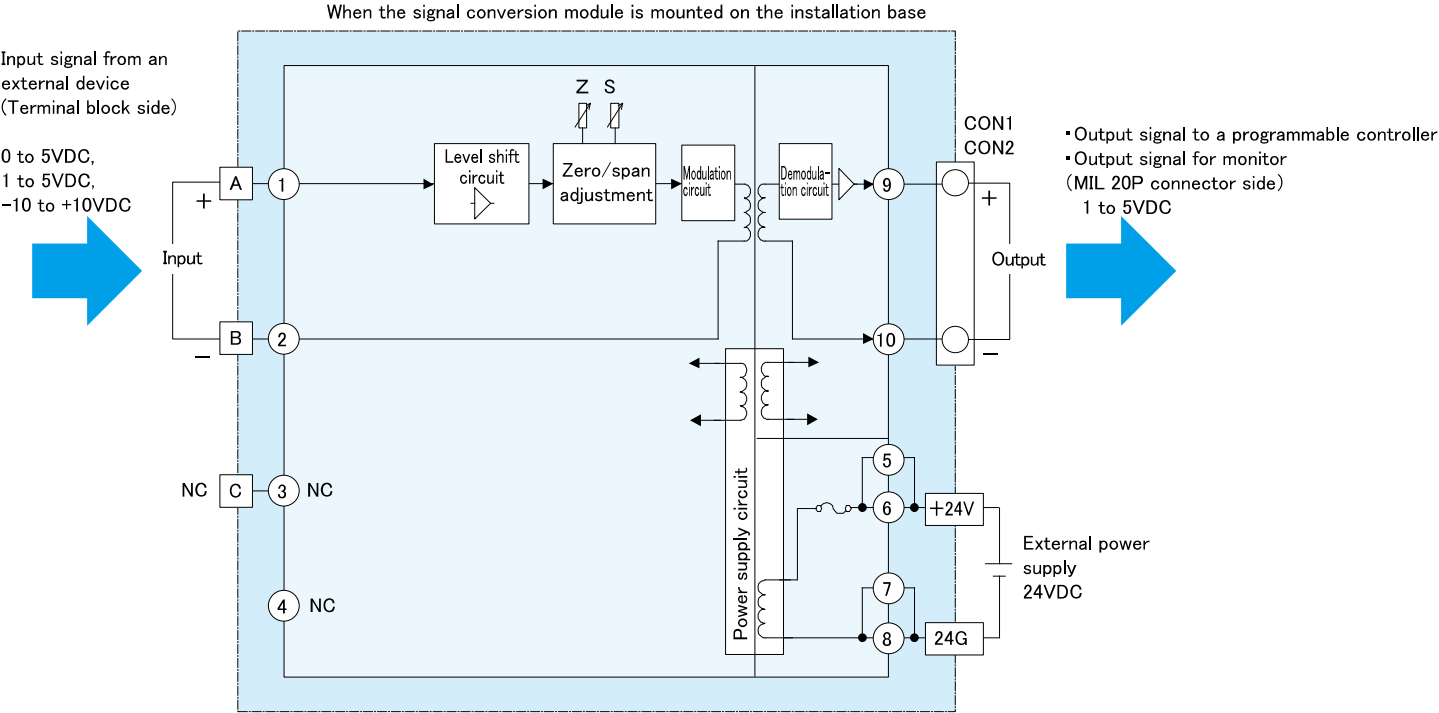 When the signal conversion module is mounted on the installation base
Input signal from an
external device
(Terminal block side)
0 to 5VDC,
1 to 5VDC,
-10 to +10VDC
Z S
Level shift
circuit
Zero/span
adjustment
Modulation
circuit
Demodula-
tion circuit
CON1
CON2
▪Output signal to a programmable controller
▪Output signal for monitor
(MIL 20P connector side)
1 to 5VDC
A
1
9
+
+
Input
Output
B
2
10
−
−
NC C 3 NC
4 NC
Power supply circuit
5
6
+24V
7
8
24G
External power
supply
24VDC